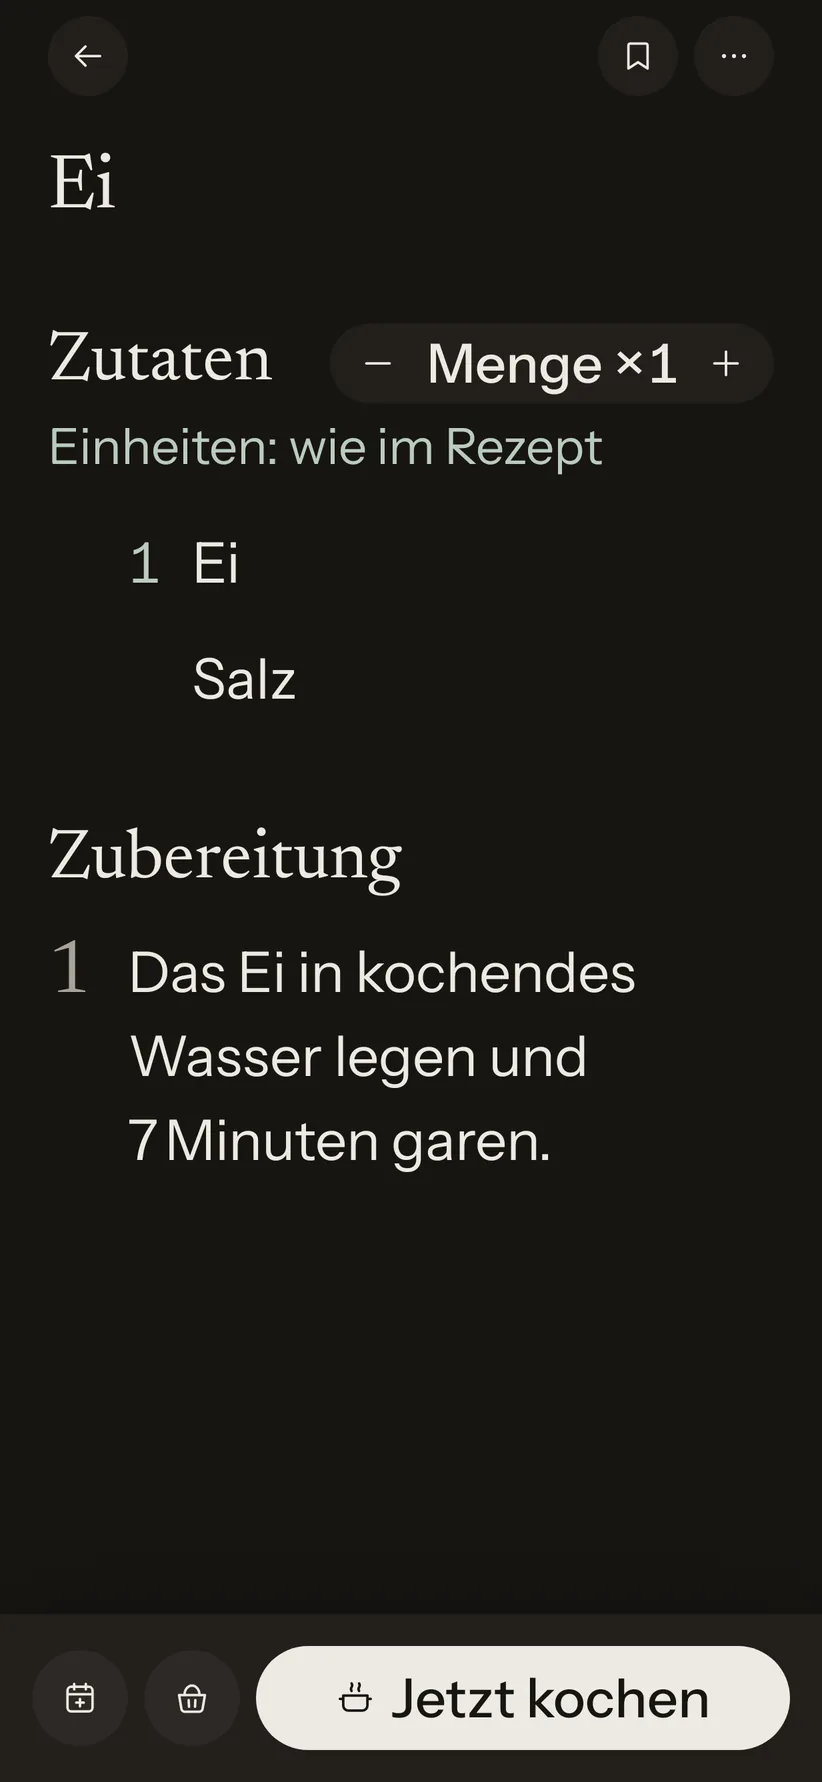 Ei
Zutaten
− Menge ×1 +
Einheiten: wie im Rezept
1 Ei
Salz
Zubereitung
1 Das Ei in kochendes
Wasser legen und
7 Minuten garen.
Jetzt kochen